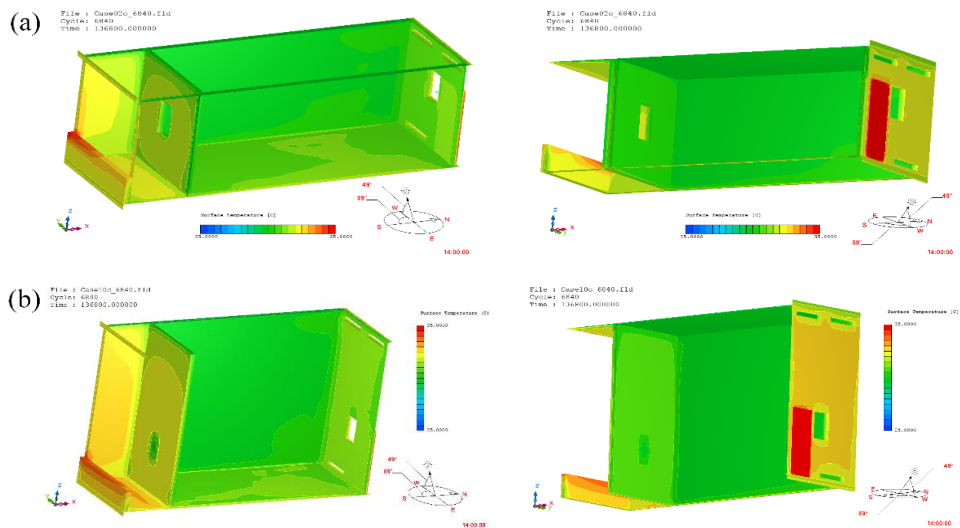 (a)
File : Case02c_6840.fld
Cycle: 6840
Time : 136800.000000
49°
89°
W
N
S
E
Z
Y
X
Surface Temperature [C]
25.0000
35.0000
14:00:00
File : Case02c_6840.fld
Cycle: 6840
Time : 136800.000000
49°
E
N
S
W
89°
Z
X
Surface Temperature [C]
25.0000
35.0000
14:00:00
(b)
File : Case10c_6840.fld
Cycle: 6840
Time : 136800.000000
Surface Temperature [C]
35.0000
25.0000
49°
89°
W
N
S
E
Z
Y
X
14:00:00
File : Case10c_6840.fld
Cycle: 6840
Time : 136800.000000
Surface Temperature [C]
35.0000
25.0000
49°
E
N
S
W
89°
Z
X
14:00:00